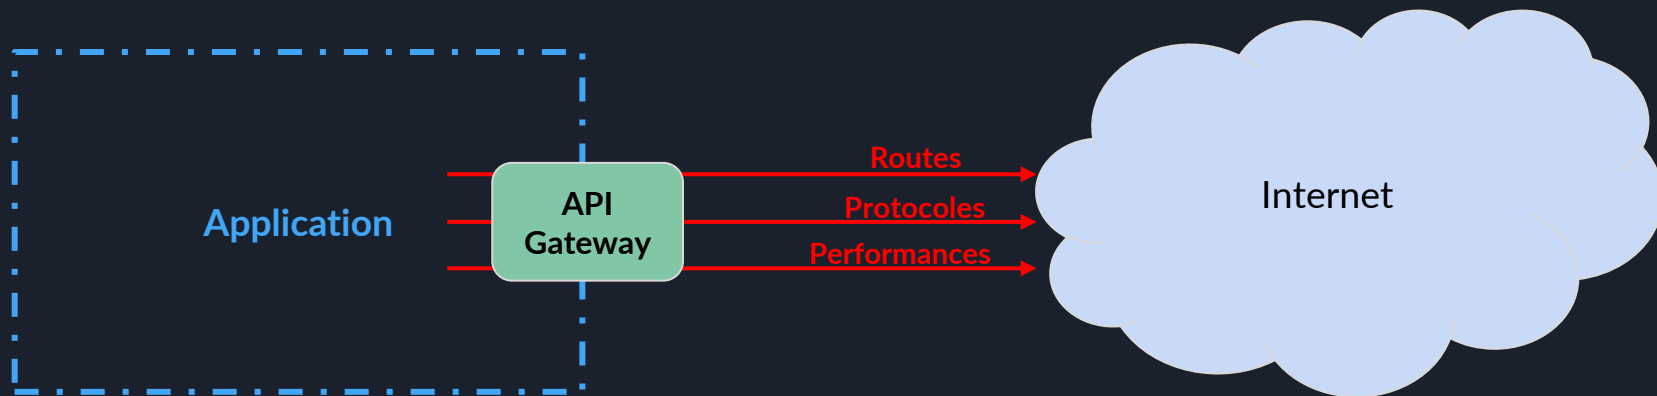 Application
API
Gateway
Routes
Protocoles
Performances
Internet